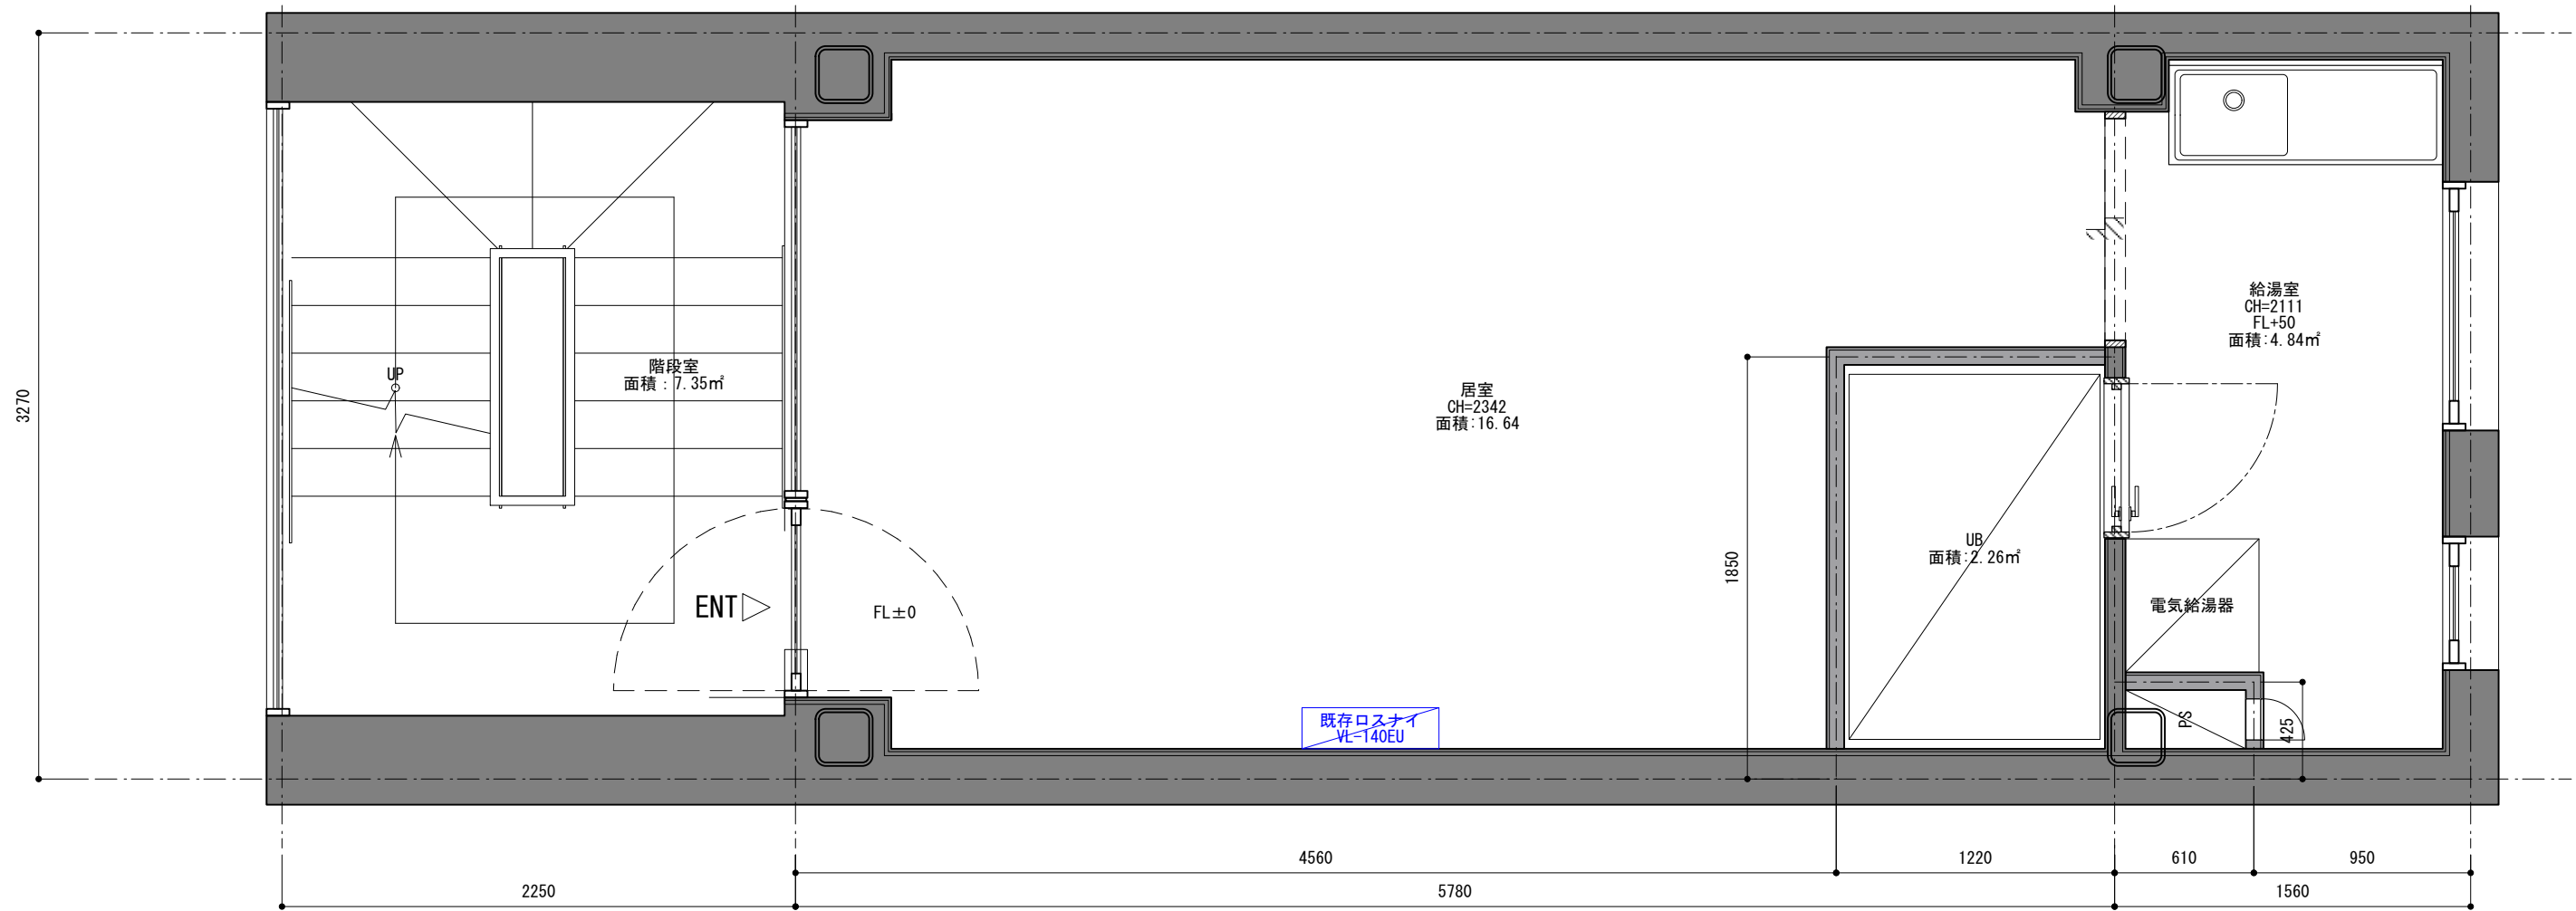 3270
UP
階段室
面積：7.35㎡
ENT
FL±0
居室
CH=2342
面積:16.64
既存ロスナイ
VL-140EU
1850
UB
面積:2.26㎡
給湯室
CH=2111
FL+50
面積:4.84㎡
電気給湯器
PS
425
4560
1220
610
950
2250
5780
1560